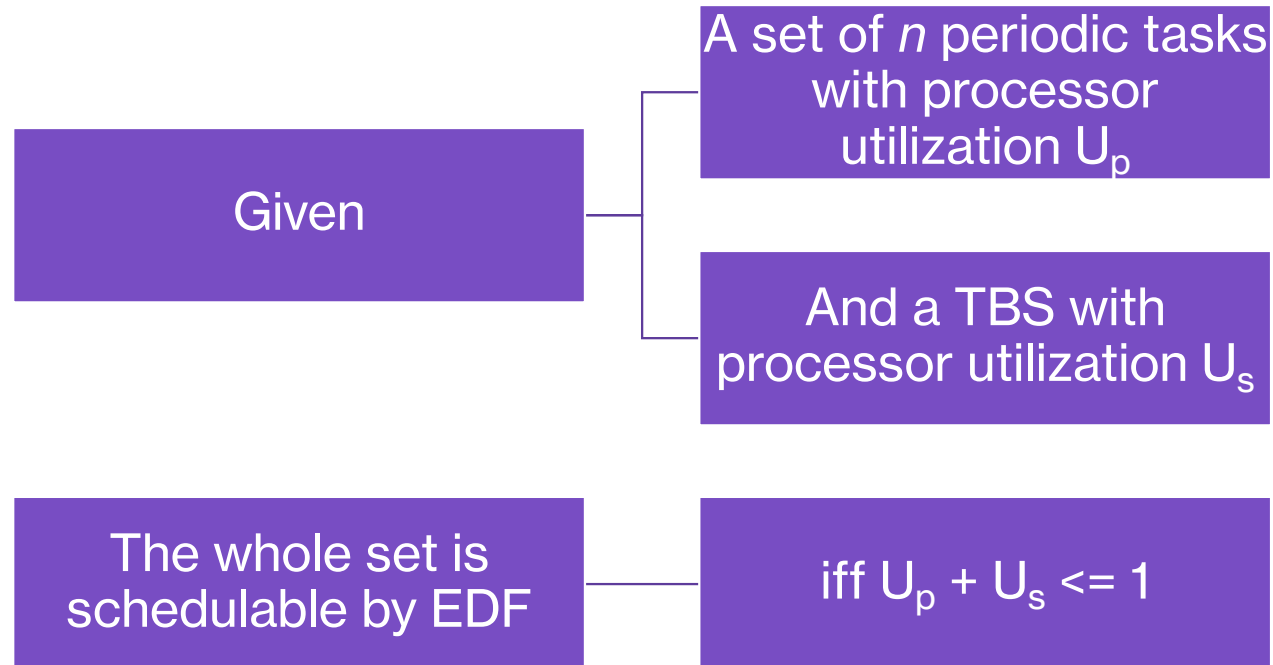 Given
A set of n periodic tasks
with processor
utilization Uₚ
And a TBS with
processor utilization Uₛ
The whole set is
schedulable by EDF
iff Uₚ + Uₛ <= 1